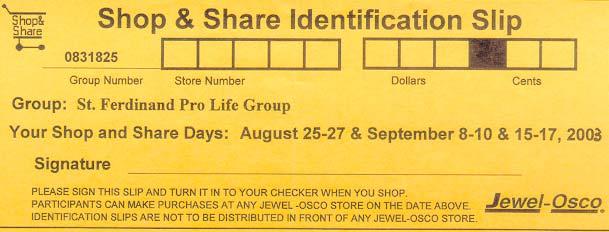 Shop & Share Identification Slip
Shop&
Share
0831825
Group Number Store Number Dollars Cents
Group: St. Ferdinand Pro Life Group
Your Shop and Share Days: August 25-27 & September 8-10 & 15-17, 2003
Signature
PLEASE SIGN THIS SLIP AND TURN IT IN TO YOUR CHECKER WHEN YOU SHOP.
PARTICIPANTS CAN MAKE PURCHASES AT ANY JEWEL -OSCO STORE ON THE DATE ABOVE.
IDENTIFICATION SLIPS ARE NOT TO BE DISTRIBUTED IN FRONT OF ANY JEWEL-OSCO STORE.
Jewel-Osco®